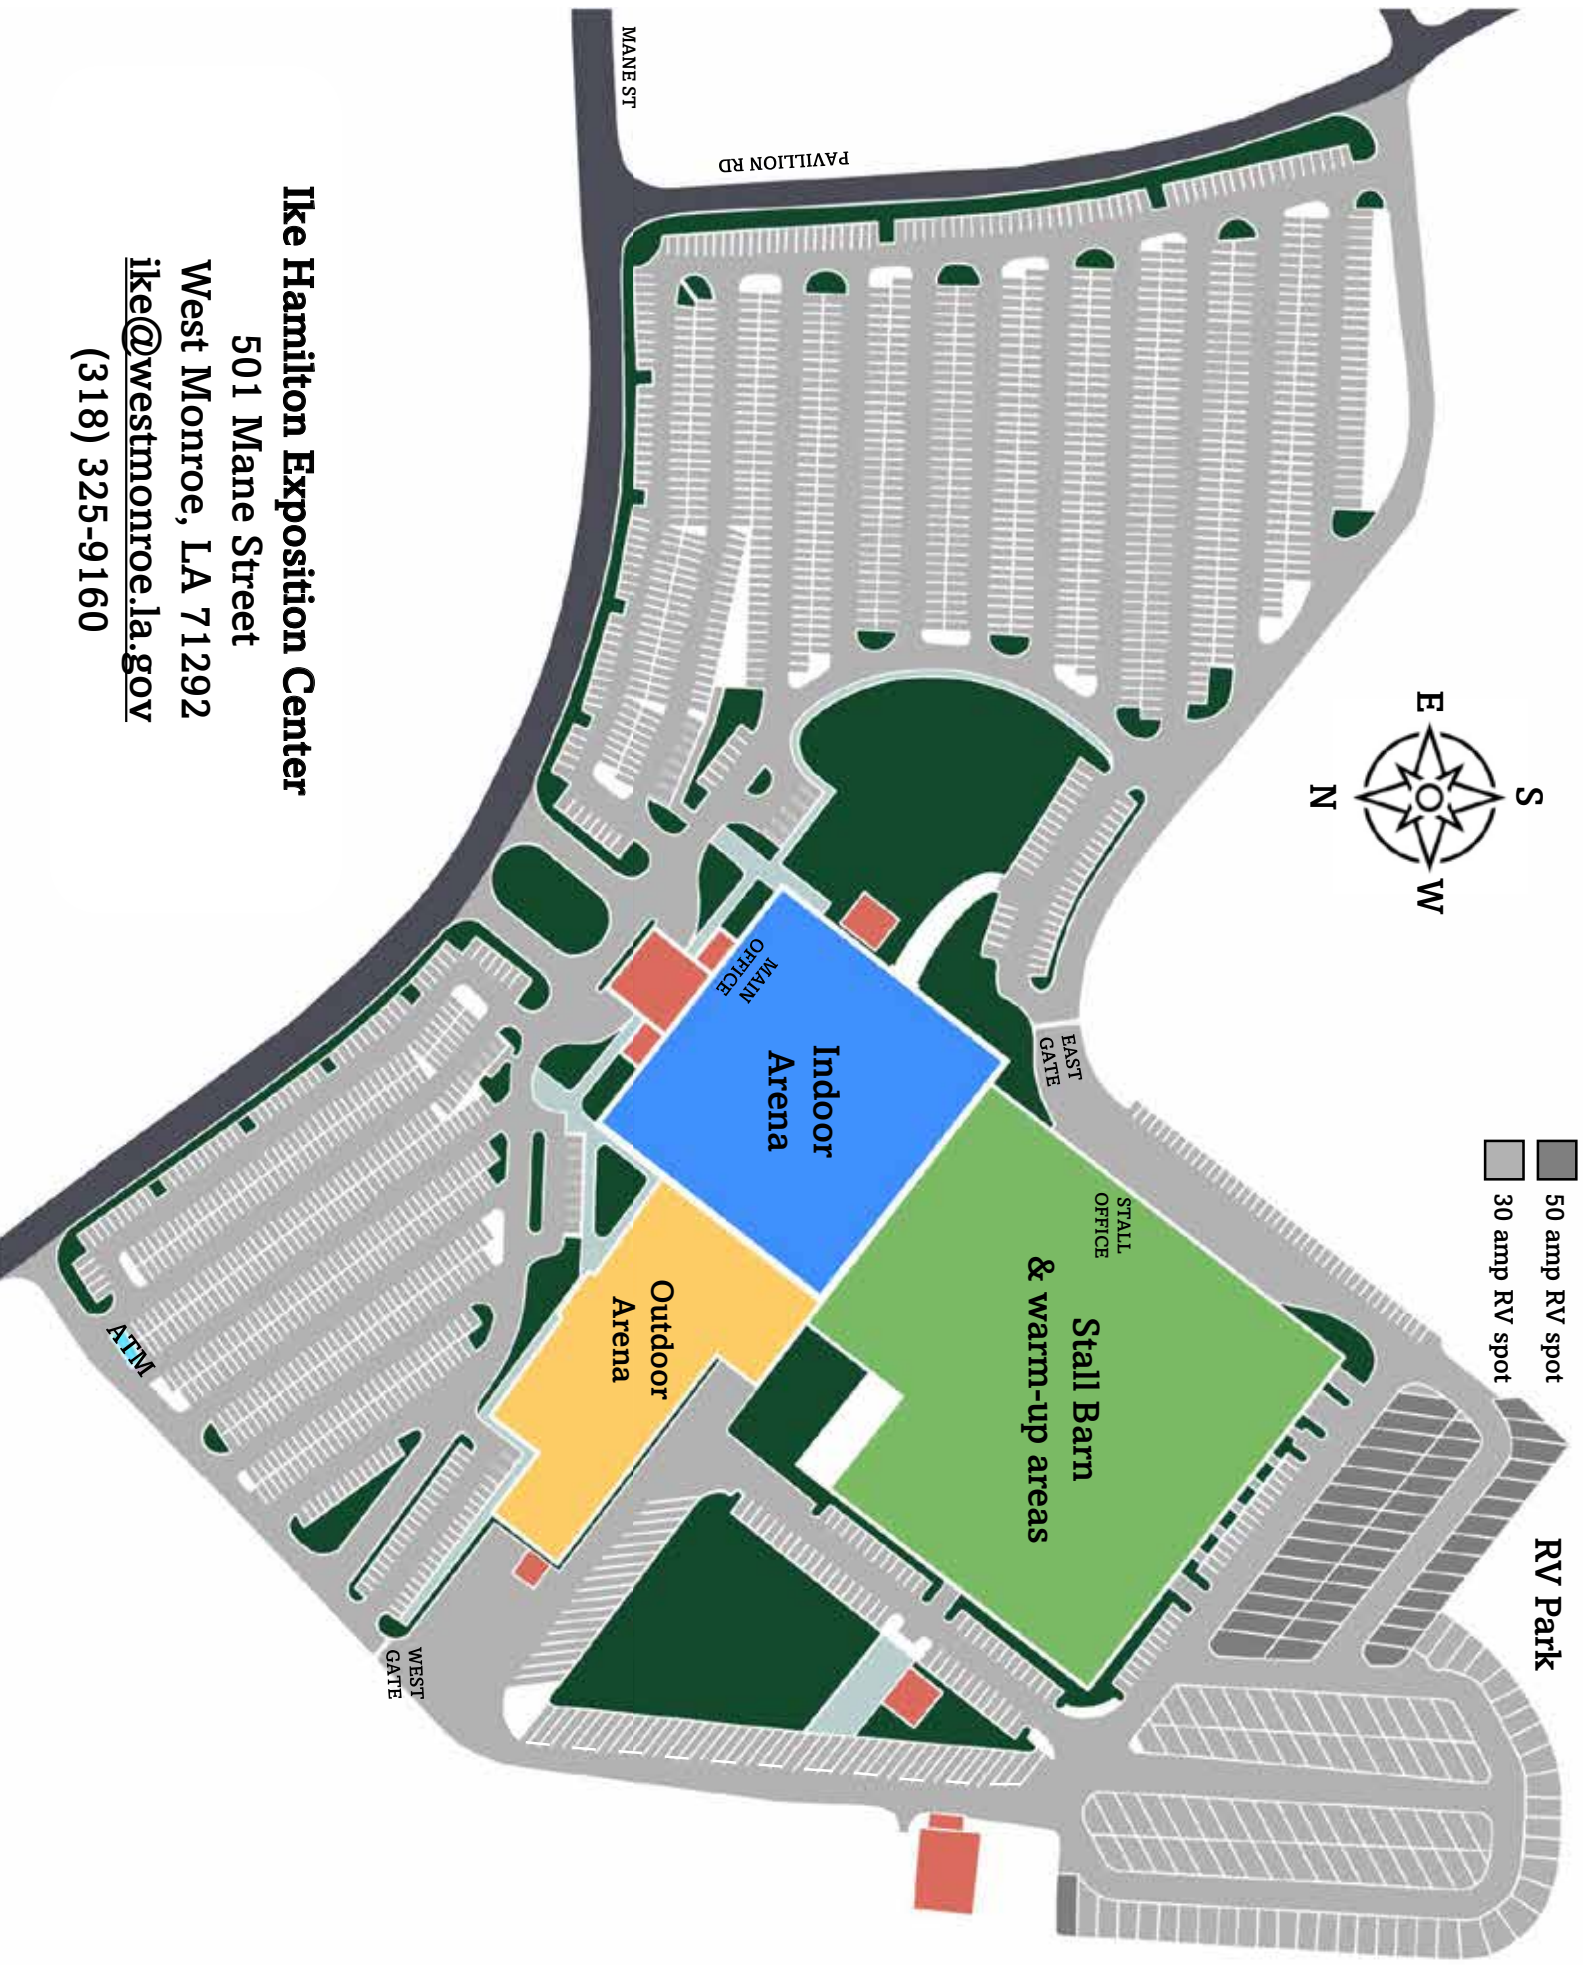 Ike Hamilton Exposition Center
501 Mane Street
West Monroe, LA 71292
ike@westmonroe.la.gov
(318) 325-9160
MANE ST
PAVILLION RD
E
S
N
W
50 amp RV spot
30 amp RV spot
RV Park
EAST
GATE
STALL
OFFICE
Stall Barn
& warm-up areas
Indoor
Arena
MAIN
OFFICE
Outdoor
Arena
WEST
GATE
ATM